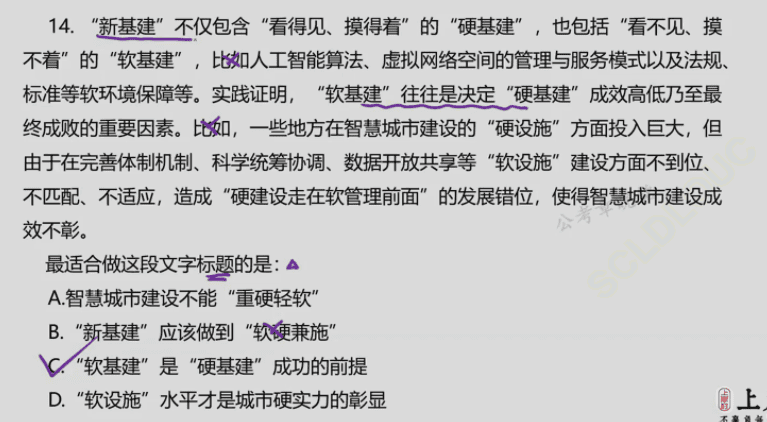 14. “新基建”不仅包含“看得见、摸得着”的“硬基建”，也包括“看不见、摸
不着”的“软基建”，比如人工智能算法、虚拟网络空间的管理与服务模式以及法规、
标准等软环境保障等。实践证明，“软基建”往往是决定“硬基建”成效高低乃至最
终成败的重要因素。比如，一些地方在智慧城市建设的“硬设施”方面投入巨大，但
由于在完善体制机制、科学统筹协调、数据开放共享等“软设施”建设方面不到位、
不匹配、不适应，造成“硬建设走在软管理前面”的发展错位，使得智慧城市建设成
效不彰。
最适合做这段文字标题的是：
A.智慧城市建设不能“重硬轻软”
B.“新基建”应该做到“软硬兼施”
C.“软基建”是“硬基建”成功的前提
D.“软设施”水平才是城市硬实力的彰显
上